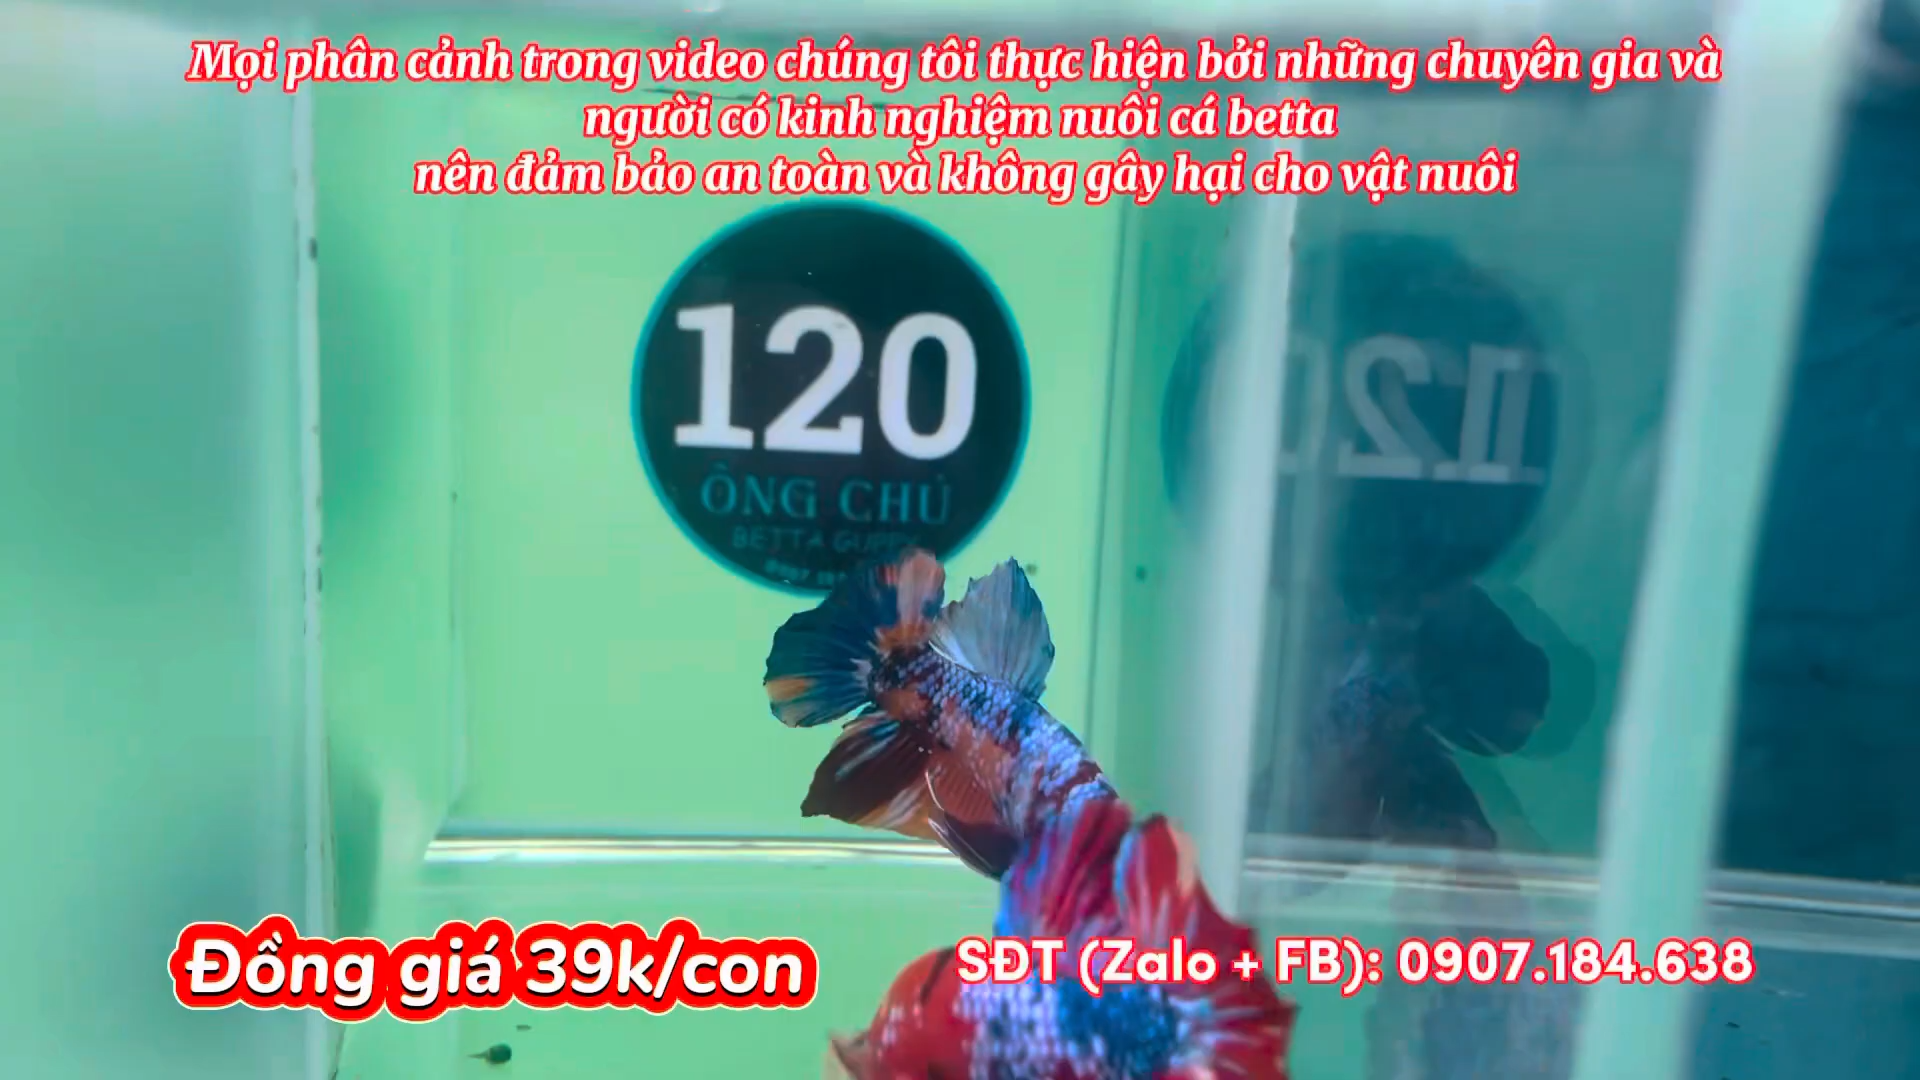 Mọi phân cảnh trong video chúng tôi thực hiện bởi những chuyên gia và
người có kinh nghiệm nuôi cá betta
nên đảm bảo an toàn và không gây hại cho vật nuôi
120
ÔNG CHỦ
BETTA GUPPY
Đồng giá 39k/con
SĐT (Zalo + FB): 0907.184.638